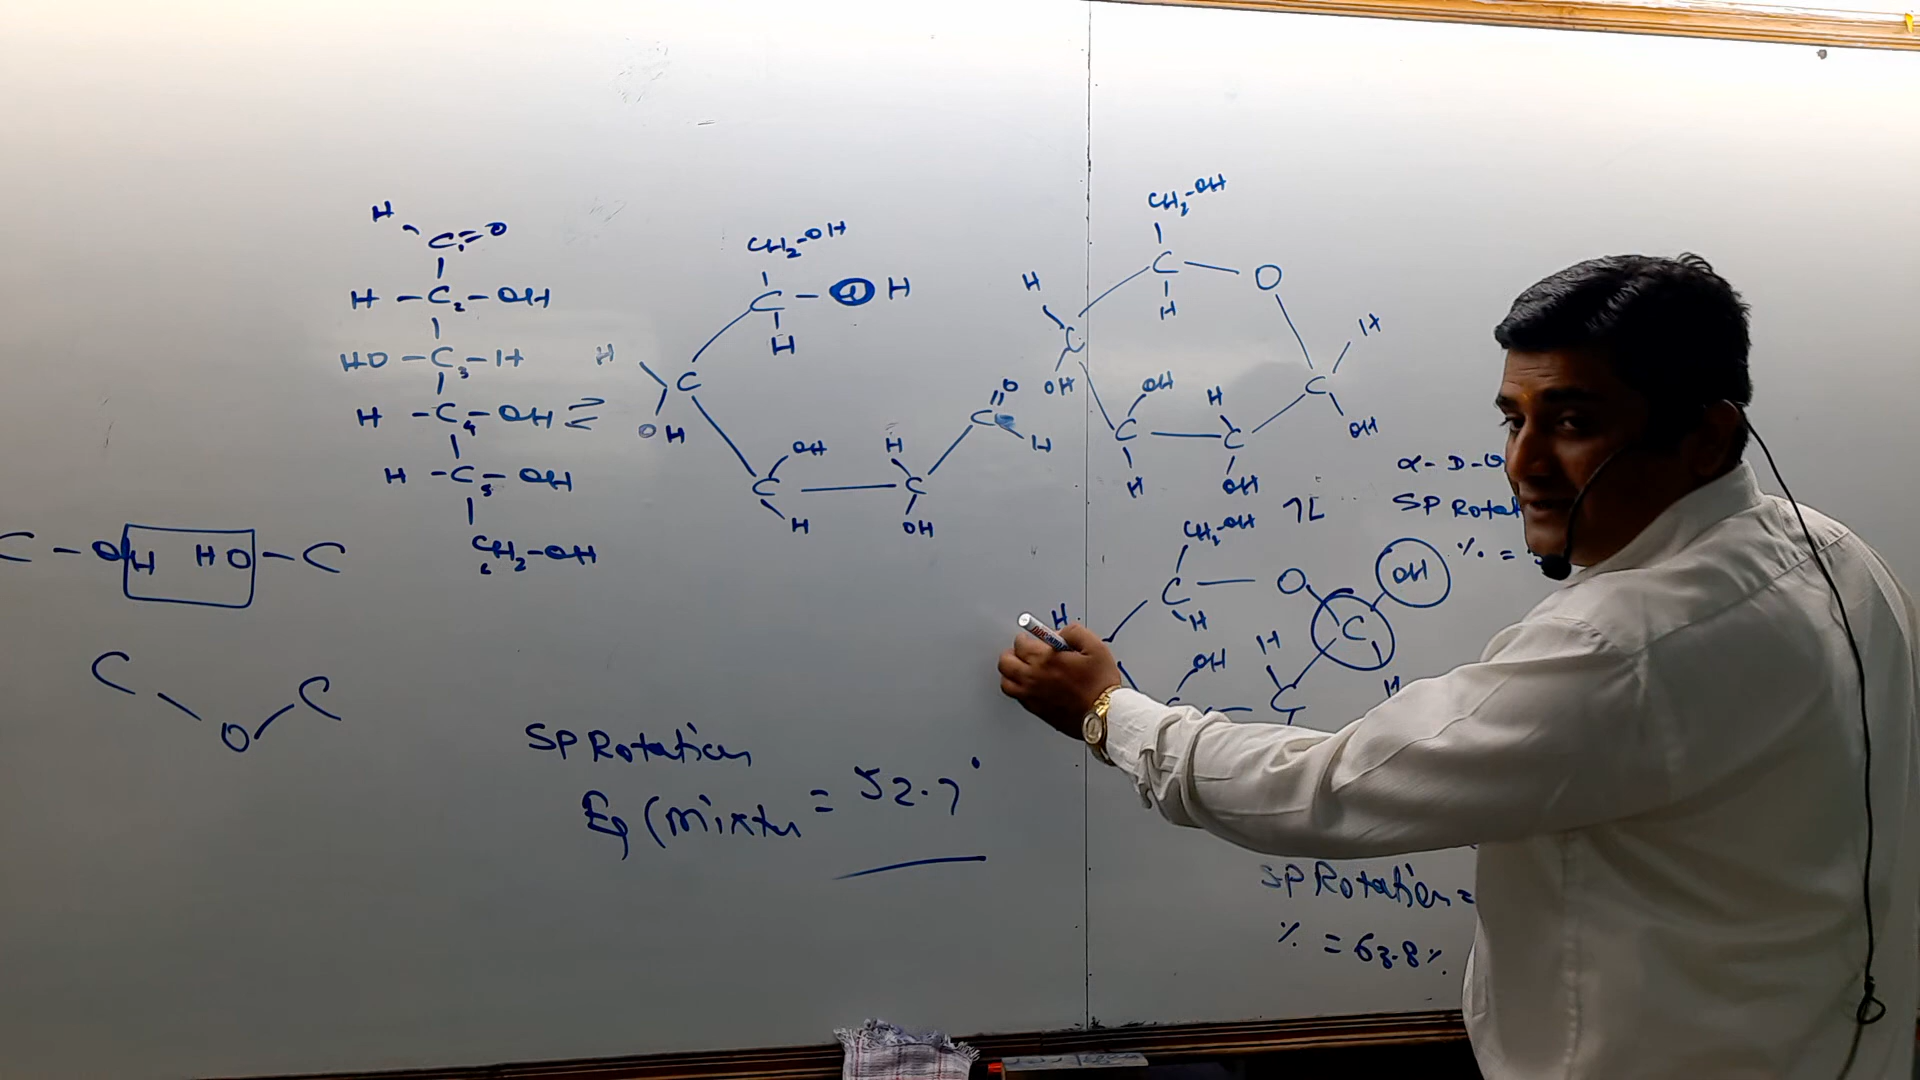 H
C₁=O
H-C₂-OH
HO-C₃-H
H-C₄-OH ⇌
H-C₅-OH
₆CH₂-OH
C-OH HO-C
C O C
CH₂-OH
C-O H
H
H C
OH
OH H C=O
H
C C
H OH
CH₂-OH
C O
H H
C H
OH OH H C
C C OH
H OH
α-D-
SP
% =
CH₂-OH
C O OH
H H C
OH H
C H
SP Rotation
Eq (mixtu = 52.7°
SP Rotation =
% = 63.8%